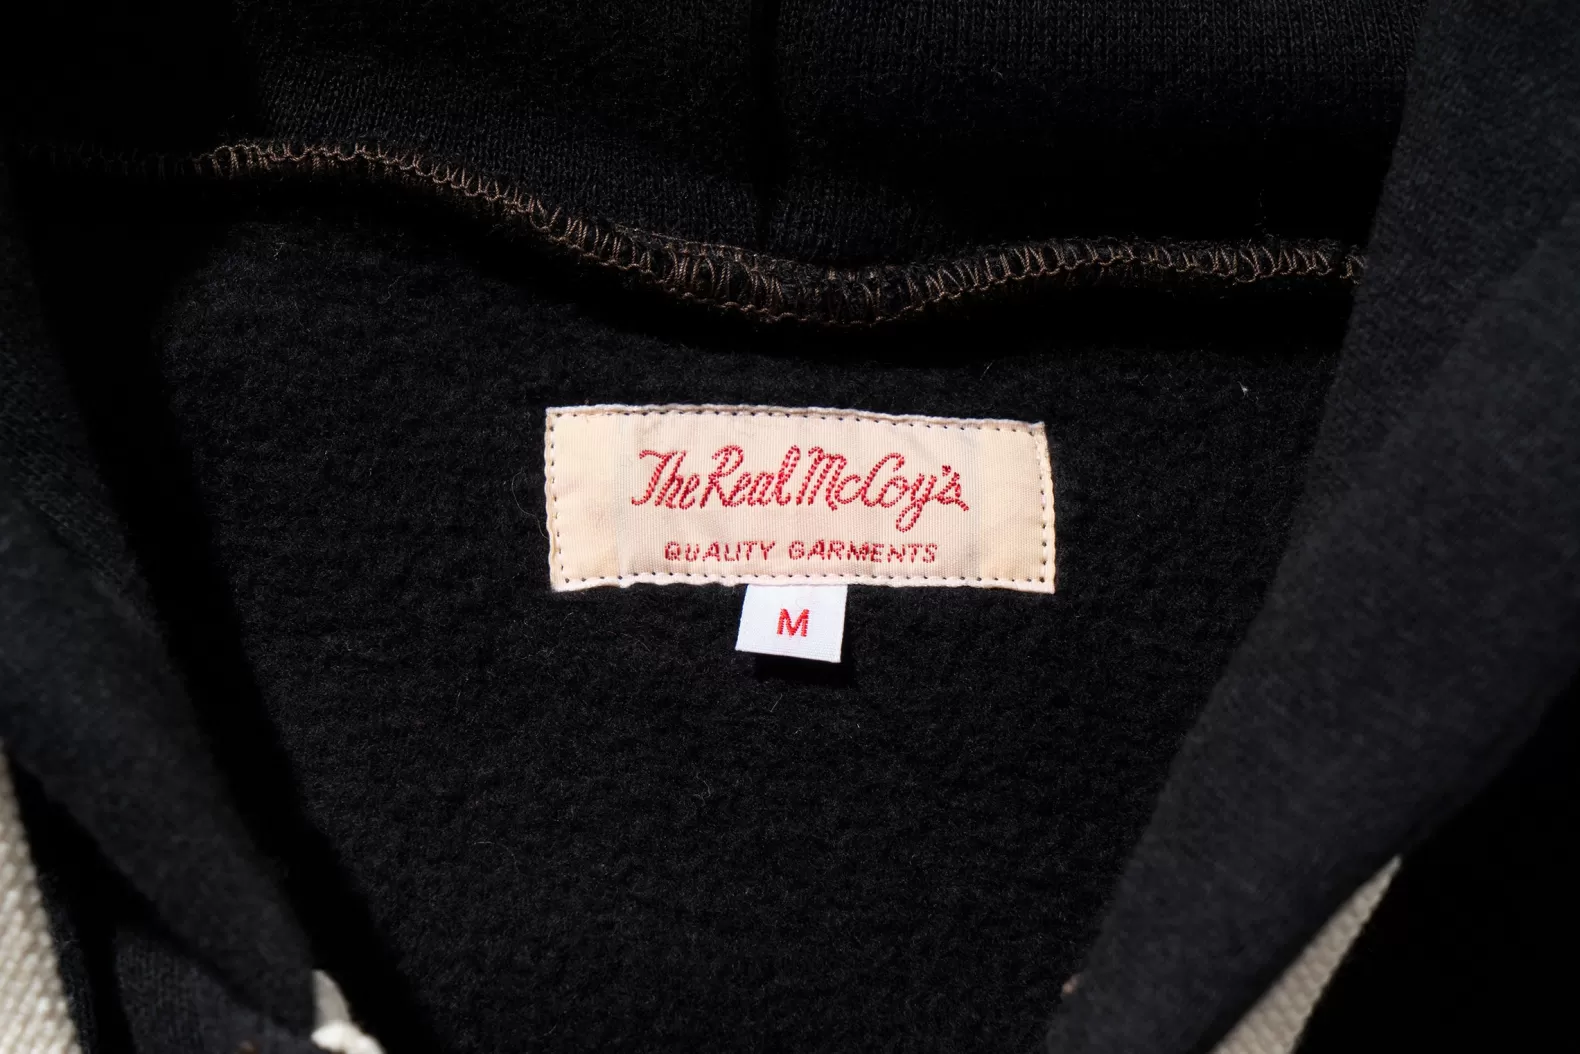 The Real McCoy's
QUALITY GARMENTS
M